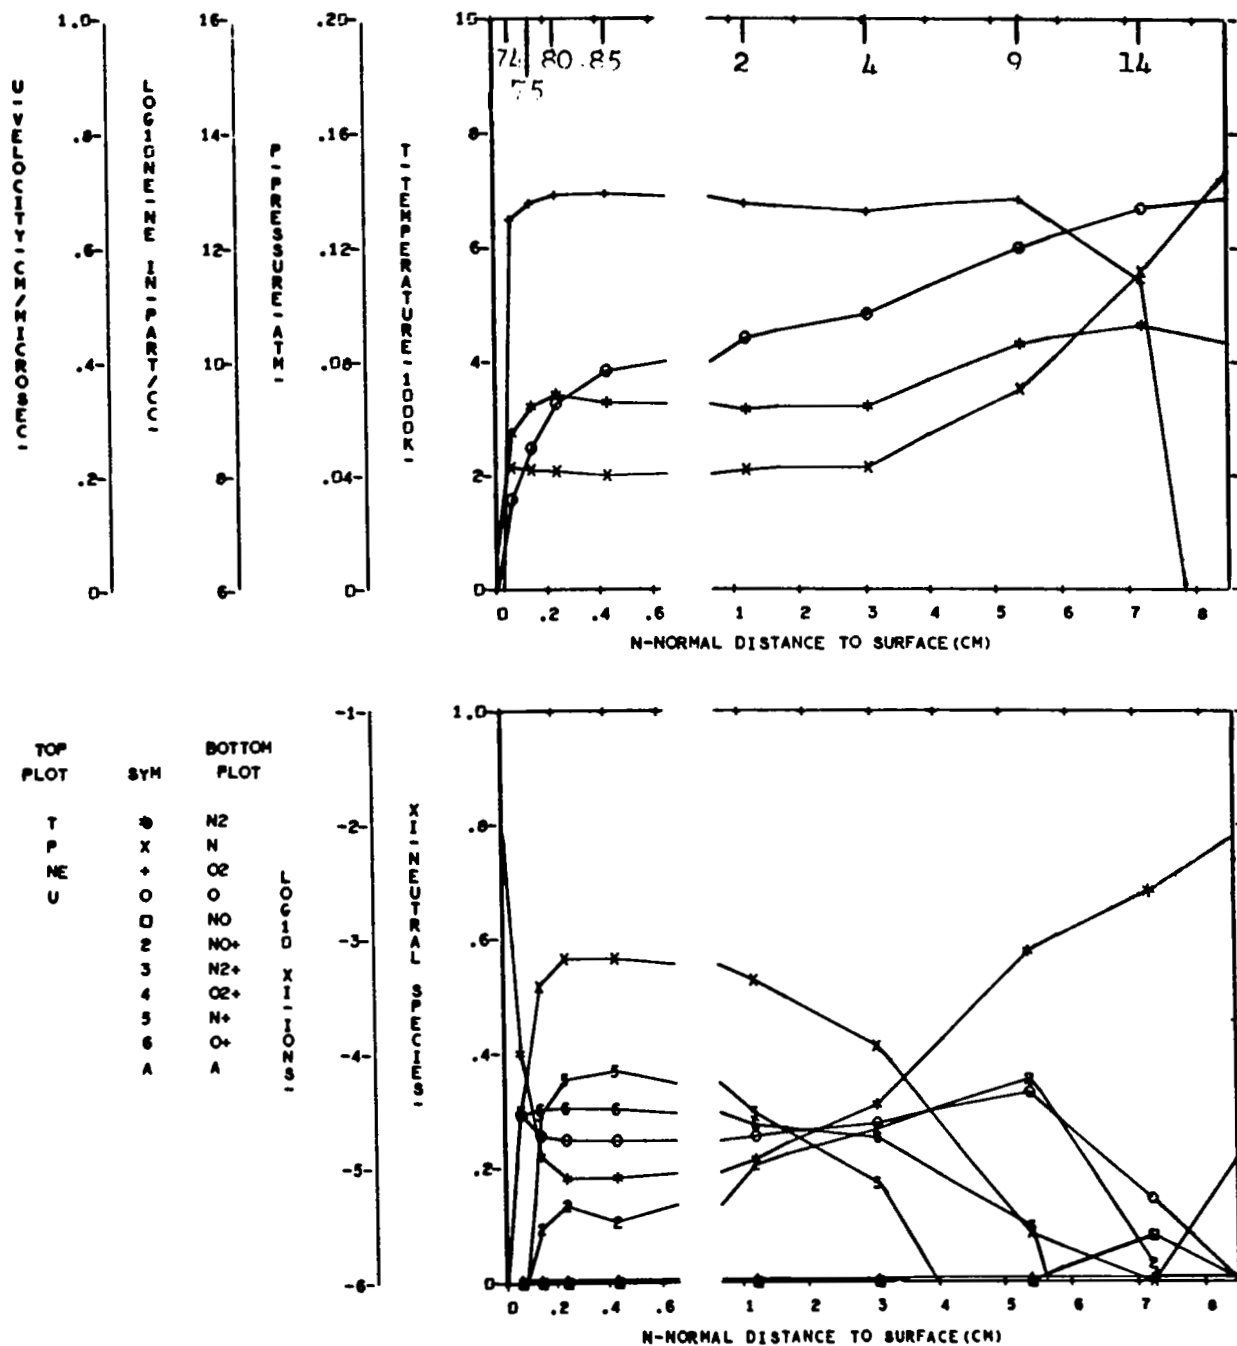 1.0-
.8-
.6-
.4-
.2-
0-
U-VELOCITY-CM/MICROSEC-
16-
14-
12-
10-
8-
6-
LOG10NE-NE IN-PART/CC-
.20-
.16-
.12-
.08-
.04-
0-
P-PRESSURE-ATM-
T-TEMPERATURE-1000K-
10
8
6
4
2
0
74 80 .85
75
2 4 9 14
0 .2 .4 .6 1 2 3 4 5 6 7 8
N-NORMAL DISTANCE TO SURFACE(CM)
TOP PLOT SYM BOTTOM PLOT
T N2
P X N
NE + O2
U O O
□ NO
2 NO+
3 N2+
4 O2+
5 N+
6 O+
A A
-1-
-2-
-3-
-4-
-5-
-6-
LOG10 XI-IONS-
1.0
.8
.6
.4
.2
0
XI-NEUTRAL SPECIES-
0 .2 .4 .6 1 2 3 4 5 6 7 8
N-NORMAL DISTANCE TO SURFACE(CM)